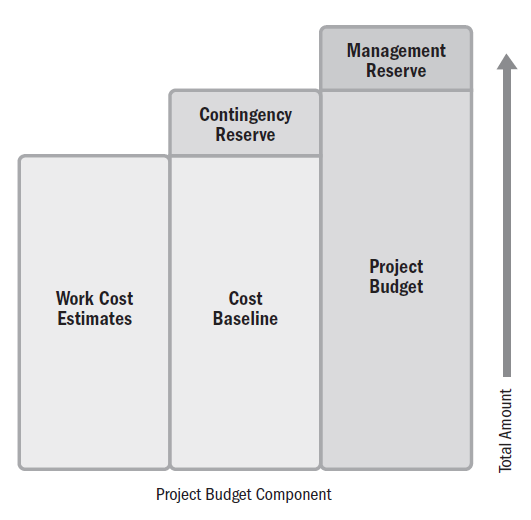 Management
Reserve
Contingency
Reserve
Work Cost
Estimates
Cost
Baseline
Project
Budget
Total Amount
Project Budget Component